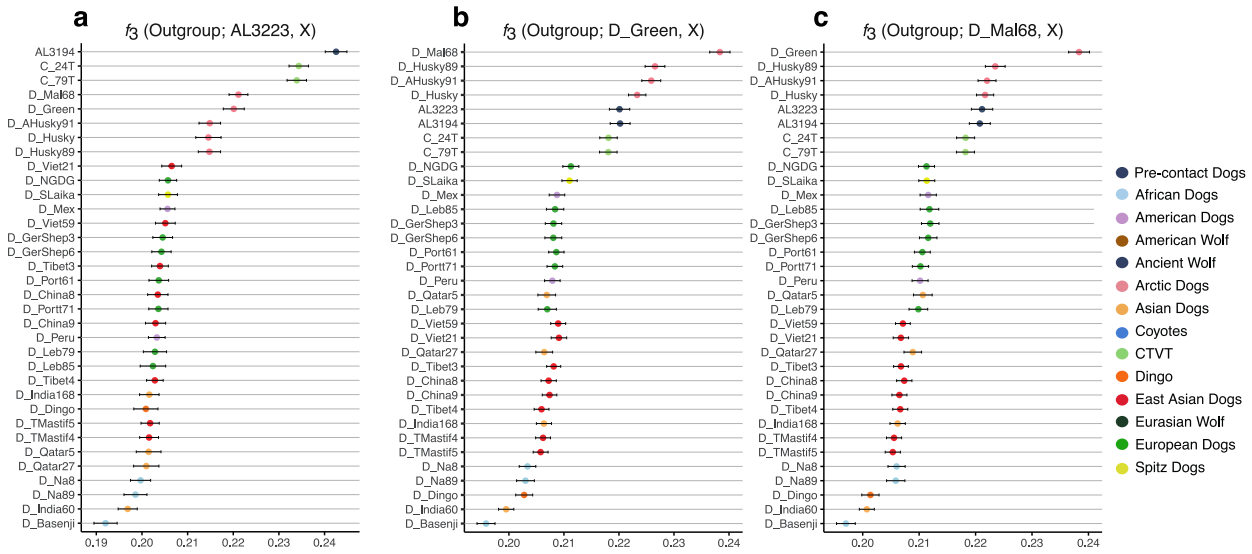 a
f3 (Outgroup; AL3223, X)
AL3194
C_24T
C_79T
D_Mal68
D_Green
D_AHusky91
D_Husky
D_Husky89
D_Viet21
D_NGDG
D_SLaika
D_Mex
D_Viet59
D_GerShep3
D_GerShep6
D_Tibet3
D_Port61
D_China8
D_Portt71
D_China9
D_Peru
D_Leb79
D_Leb85
D_Tibet4
D_India168
D_Dingo
D_TMastif5
D_TMastif4
D_Qatar5
D_Qatar27
D_Na8
D_Na89
D_India60
D_Basenji
0.19 0.20 0.21 0.22 0.23 0.24
b
f3 (Outgroup; D_Green, X)
D_Mal68
D_Husky89
D_AHusky91
D_Husky
AL3223
AL3194
C_24T
C_79T
D_NGDG
D_SLaika
D_Mex
D_Leb85
D_GerShep3
D_GerShep6
D_Port61
D_Portt71
D_Peru
D_Qatar5
D_Leb79
D_Viet59
D_Viet21
D_Qatar27
D_Tibet3
D_China8
D_China9
D_Tibet4
D_India168
D_TMastif4
D_TMastif5
D_Na8
D_Na89
D_Dingo
D_India60
D_Basenji
0.20 0.21 0.22 0.23 0.24
c
f3 (Outgroup; D_Mal68, X)
D_Green
D_Husky89
D_AHusky91
D_Husky
AL3223
AL3194
C_24T
C_79T
D_NGDG
D_SLaika
D_Mex
D_Leb85
D_GerShep3
D_GerShep6
D_Port61
D_Portt71
D_Peru
D_Qatar5
D_Leb79
D_Viet59
D_Viet21
D_Qatar27
D_Tibet3
D_China8
D_China9
D_Tibet4
D_India168
D_TMastif4
D_TMastif5
D_Na8
D_Na89
D_Dingo
D_India60
D_Basenji
0.20 0.21 0.22 0.23 0.24
Pre-contact Dogs
African Dogs
American Dogs
American Wolf
Ancient Wolf
Arctic Dogs
Asian Dogs
Coyotes
CTVT
Dingo
East Asian Dogs
Eurasian Wolf
European Dogs
Spitz Dogs